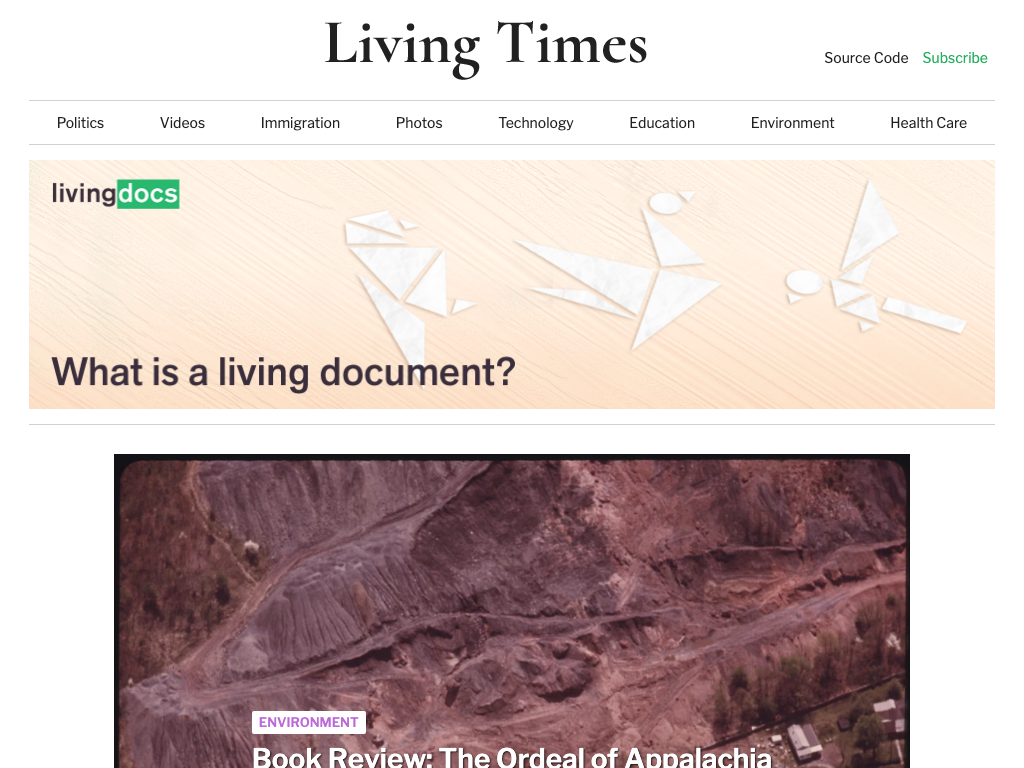 Living Times
Source Code Subscribe
Politics Videos Immigration Photos Technology Education Environment Health Care
livingdocs
What is a living document?
ENVIRONMENT
Book Review: The Ordeal of Appalachia